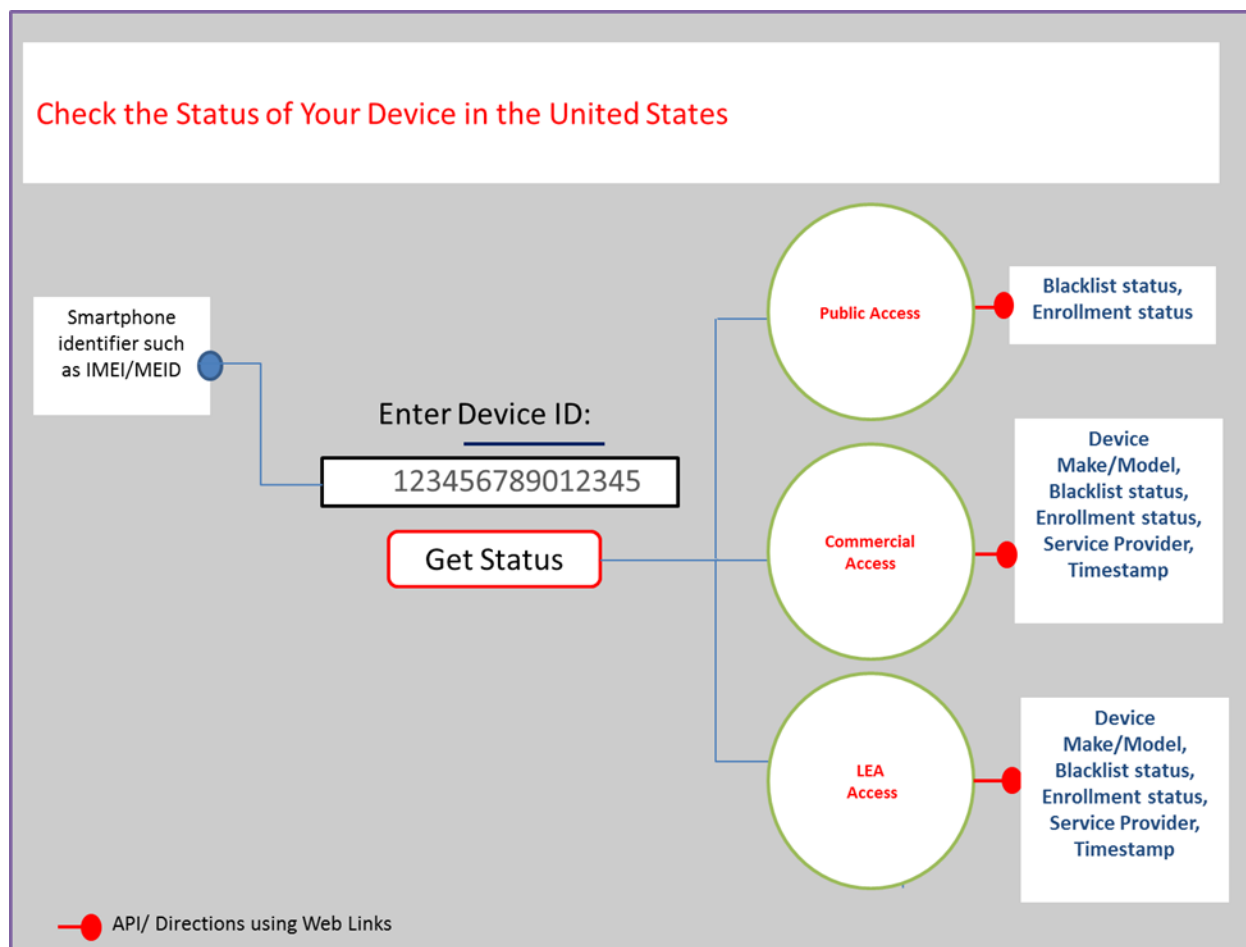 Check the Status of Your Device in the United States
Smartphone
identifier such
as IMEI/MEID
Enter Device ID:
123456789012345
Get Status
Public Access
Blacklist status,
Enrollment status
Commercial
Access
Device
Make/Model,
Blacklist status,
Enrollment status,
Service Provider,
Timestamp
LEA
Access
Device
Make/Model,
Blacklist status,
Enrollment status,
Service Provider,
Timestamp
API/ Directions using Web Links